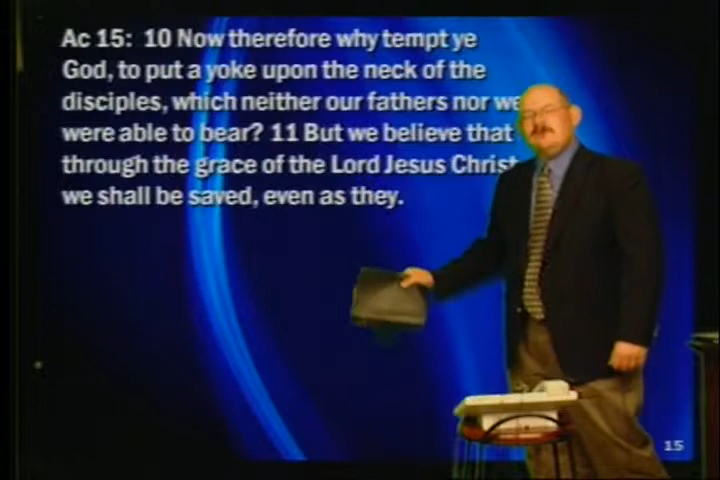 Ac 15: 10 Now therefore why tempt ye
God, to put a yoke upon the neck of the
disciples, which neither our fathers nor we
were able to bear? 11 But we believe that
through the grace of the Lord Jesus Christ
we shall be saved, even as they.
15